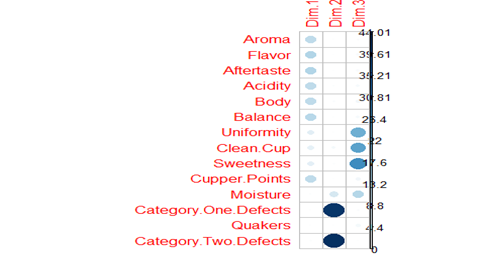 Dim.1
Dim.2
Dim.3
Aroma
Flavor
Aftertaste
Acidity
Body
Balance
Uniformity
Clean.Cup
Sweetness
Cupper.Points
Moisture
Category.One.Defects
Quakers
Category.Two.Defects
44.01
39.61
35.21
30.81
26.4
22
17.6
13.2
8.8
4.4
0